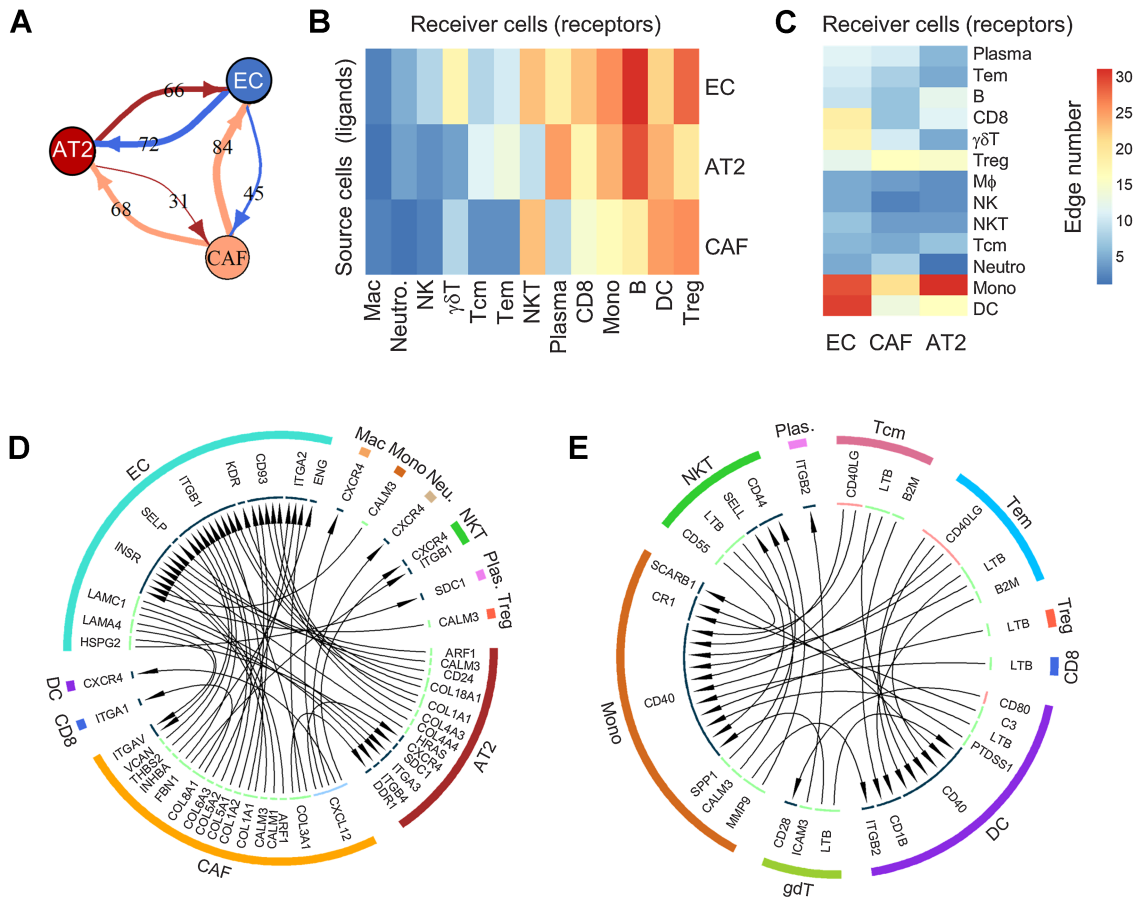 A
EC
66
72
84
AT2
45
31
68
CAF
B
Receiver cells (receptors)
Source cells (ligands)
EC
AT2
CAF
Mac
Neutro.
NK
γδT
Tcm
Tem
NKT
Plasma
CD8
Mono
B
DC
Treg
C
Receiver cells (receptors)
Plasma
Tem
B
CD8
γδT
Treg
Mϕ
NK
NKT
Tcm
Neutro
Mono
DC
EC CAF AT2
Edge number
30
25
20
15
10
5
D
EC
Mac
Mono
Neu.
NKT
Plas.
Treg
AT2
CAF
CD8
DC
HSPG2
LAMA4
LAMC1
INSR
SELP
ITGB1
KDR
CD93
ITGA2
ENG
CXCR4
CALM3
CXCR4
CXCR4
ITGB1
SDC1
CALM3
ARF1
CALM3
CD24
COL18A1
COL1A1
COL4A3
COL4A4
HRAS
CXCR4
SDC1
ITGA3
ITGB4
DDR1
CXCL12
COL3A1
ARF1
CALM1
CALM3
COL1A1
COL1A2
COL5A1
COL5A2
COL6A3
COL8A1
FBN1
INHBA
THBS2
VCAN
ITGAV
ITGA1
CXCR4
E
NKT
Plas.
Tcm
Tem
Treg
CD8
DC
gdT
Mono
CD55
LTB
SELL
CD44
ITGB2
CD40LG
LTB
B2M
CD40LG
LTB
B2M
LTB
LTB
CD80
C3
LTB
PTDSS1
CD40
CD1B
ITGB2
LTB
ICAM3
CD28
MMP9
CALM3
SPP1
CD40
CR1
SCARB1